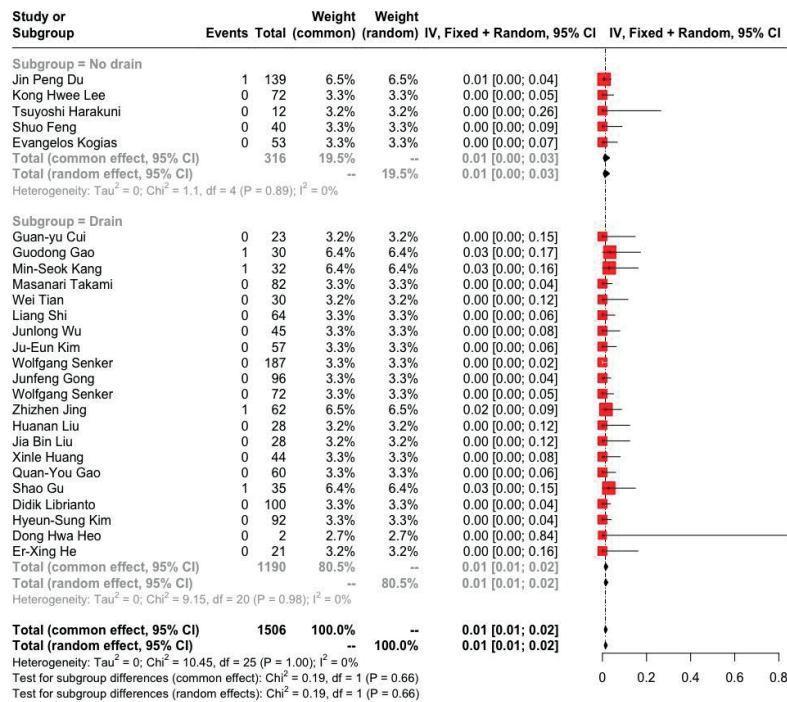 Study or Weight Weight
Subgroup Events Total (common) (random) IV, Fixed + Random, 95% CI IV, Fixed + Random, 95% CI
Subgroup = No drain
Jin Peng Du 1 139 6.5% 6.5% 0.01 [0.00; 0.04]
Kong Hwee Lee 0 72 3.3% 3.3% 0.00 [0.00; 0.05]
Tsuyoshi Harakuni 0 12 3.2% 3.2% 0.00 [0.00; 0.26]
Shuo Feng 0 40 3.3% 3.3% 0.00 [0.00; 0.09]
Evangelos Kogias 0 53 3.3% 3.3% 0.00 [0.00; 0.07]
Total (common effect, 95% CI) 316 19.5% -- 0.01 [0.00; 0.03]
Total (random effect, 95% CI) -- 19.5% 0.01 [0.00; 0.03]
Heterogeneity: Tau² = 0; Chi² = 1.1, df = 4 (P = 0.89); I² = 0%
Subgroup = Drain
Guan-yu Cui 0 23 3.2% 3.2% 0.00 [0.00; 0.15]
Guodong Gao 1 30 6.4% 6.4% 0.03 [0.00; 0.17]
Min-Seok Kang 1 32 6.4% 6.4% 0.03 [0.00; 0.16]
Masanari Takami 0 82 3.3% 3.3% 0.00 [0.00; 0.04]
Wei Tian 0 30 3.2% 3.2% 0.00 [0.00; 0.12]
Liang Shi 0 64 3.3% 3.3% 0.00 [0.00; 0.06]
Junlong Wu 0 45 3.3% 3.3% 0.00 [0.00; 0.08]
Ju-Eun Kim 0 57 3.3% 3.3% 0.00 [0.00; 0.06]
Wolfgang Senker 0 187 3.3% 3.3% 0.00 [0.00; 0.02]
Junfeng Gong 0 96 3.3% 3.3% 0.00 [0.00; 0.04]
Wolfgang Senker 0 72 3.3% 3.3% 0.00 [0.00; 0.05]
Zhizhen Jing 1 62 6.5% 6.5% 0.02 [0.00; 0.09]
Huanan Liu 0 28 3.2% 3.2% 0.00 [0.00; 0.12]
Jia Bin Liu 0 28 3.2% 3.2% 0.00 [0.00; 0.12]
Xinle Huang 0 44 3.3% 3.3% 0.00 [0.00; 0.08]
Quan-You Gao 0 60 3.3% 3.3% 0.00 [0.00; 0.06]
Shao Gu 1 35 6.4% 6.4% 0.03 [0.00; 0.15]
Didik Librianto 0 100 3.3% 3.3% 0.00 [0.00; 0.04]
Hyeun-Sung Kim 0 92 3.3% 3.3% 0.00 [0.00; 0.04]
Dong Hwa Heo 0 2 2.7% 2.7% 0.00 [0.00; 0.84]
Er-Xing He 0 21 3.2% 3.2% 0.00 [0.00; 0.16]
Total (common effect, 95% CI) 1190 80.5% -- 0.01 [0.01; 0.02]
Total (random effect, 95% CI) -- 80.5% 0.01 [0.01; 0.02]
Heterogeneity: Tau² = 0; Chi² = 9.15, df = 20 (P = 0.98); I² = 0%
Total (common effect, 95% CI) 1506 100.0% -- 0.01 [0.01; 0.02]
Total (random effect, 95% CI) -- 100.0% 0.01 [0.01; 0.02]
Heterogeneity: Tau² = 0; Chi² = 10.45, df = 25 (P = 1.00); I² = 0%
Test for subgroup differences (common effect): Chi² = 0.19, df = 1 (P = 0.66)
Test for subgroup differences (random effects): Chi² = 0.19, df = 1 (P = 0.66)
0 0.2 0.4 0.6 0.8